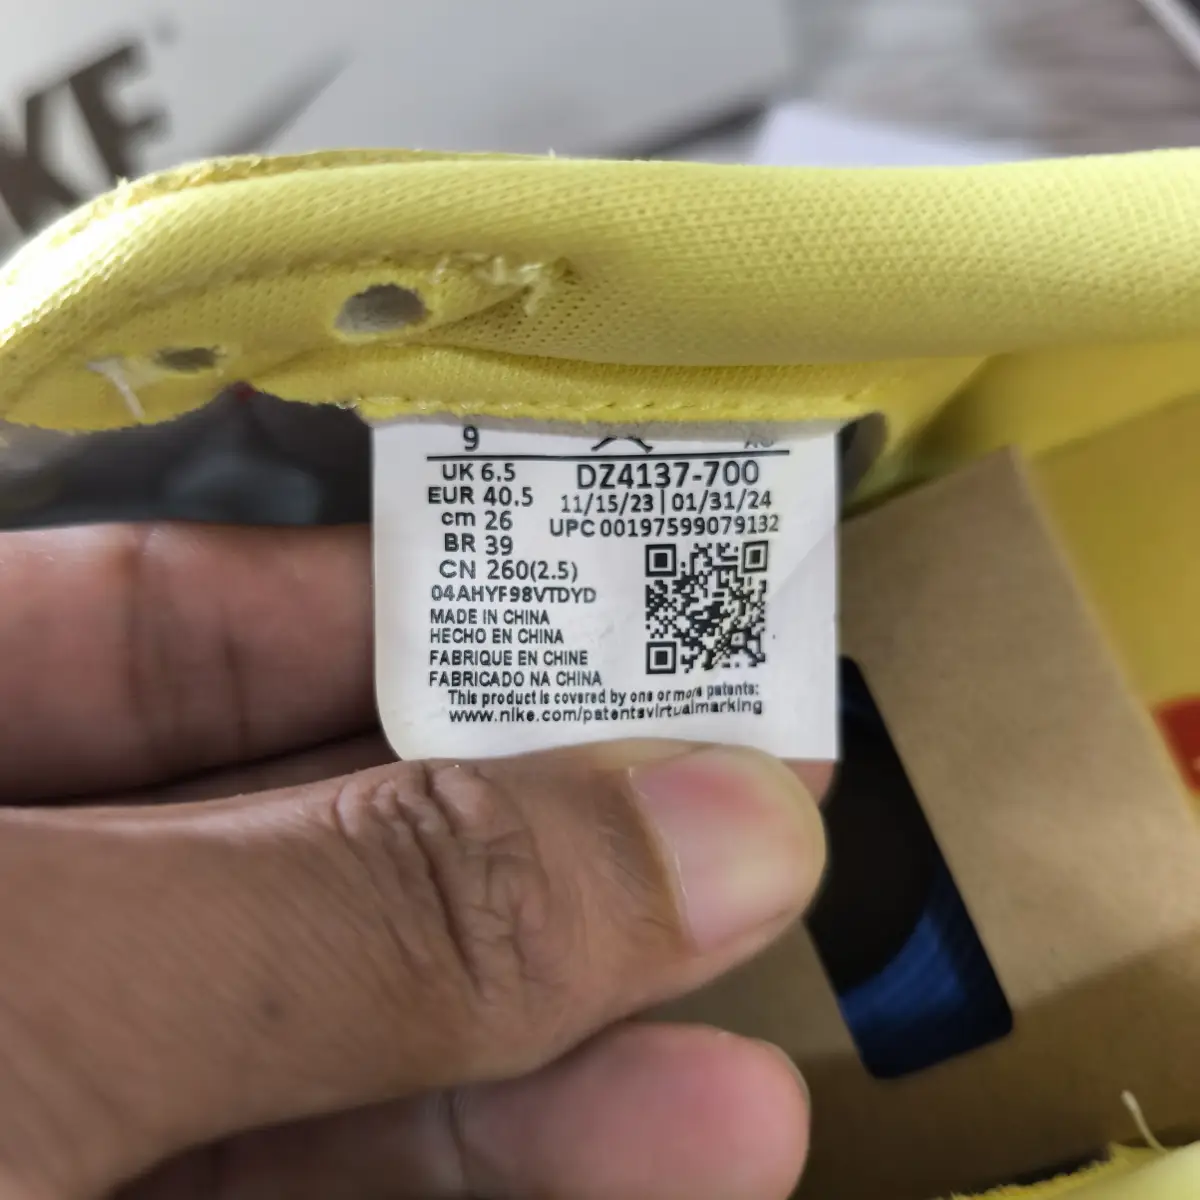 9
UK 6.5 DZ4137-700
EUR 40.5 11/15/23 | 01/31/24
cm 26 UPC 00197599079132
BR 39
CN 260(2.5)
04AHYF98VTDYD
MADE IN CHINA
HECHO EN CHINA
FABRIQUE EN CHINE
FABRICADO NA CHINA
This product is covered by one or more patents:
www.nike.com/patentsvirtualmarking